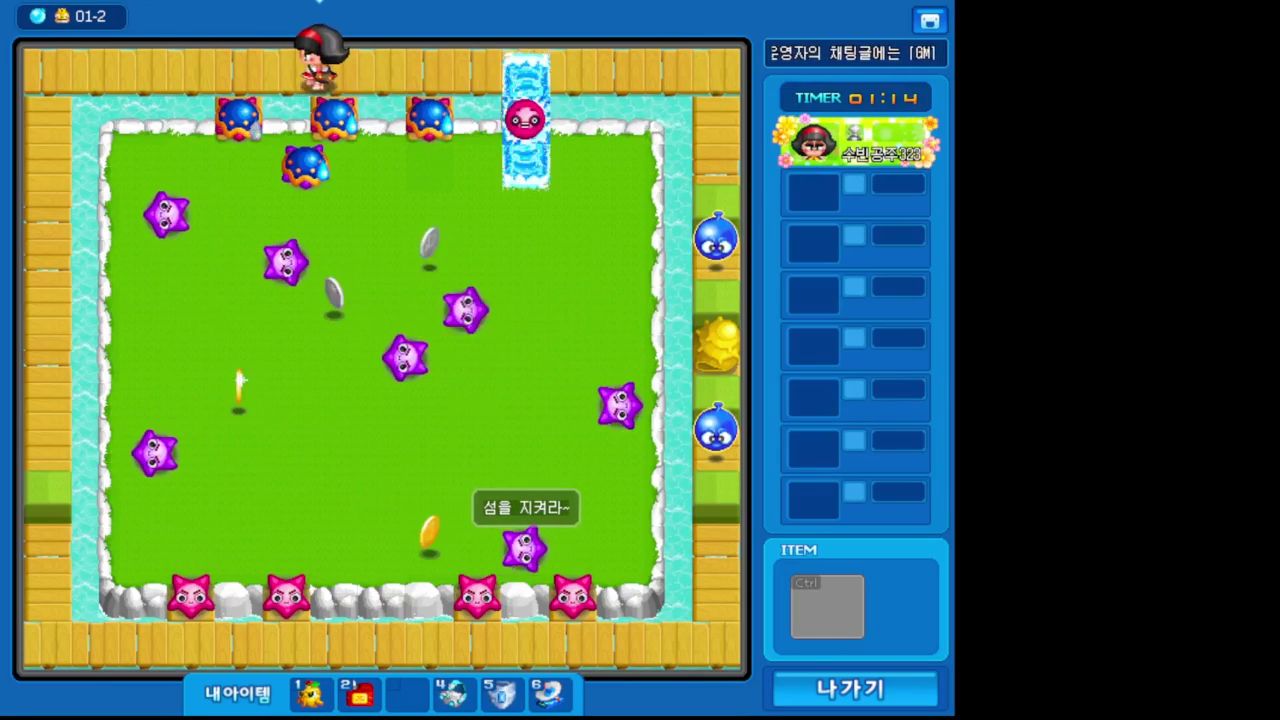 01-2
운영자의 채팅글에는 [GM]
TIMER 01:14
수빈공주323
섬을 지켜라~
ITEM
Ctrl
내아이템
1
2
4
5
6
나가기